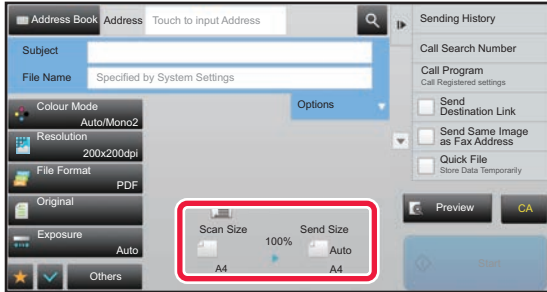 Address Book Address Touch to input Address
Subject
File Name Specified by System Settings
Options
Colour Mode
Auto/Mono2
Resolution
200x200dpi
File Format
PDF
Original
Exposure
Auto
Others
Scan Size
100%
Send Size
Auto
A4
A4
Sending History
Call Search Number
Call Program
Call Registered settings
Send
Destination Link
Send Same Image
as Fax Address
Quick File
Store Data Temporarily
Preview
CA
Start